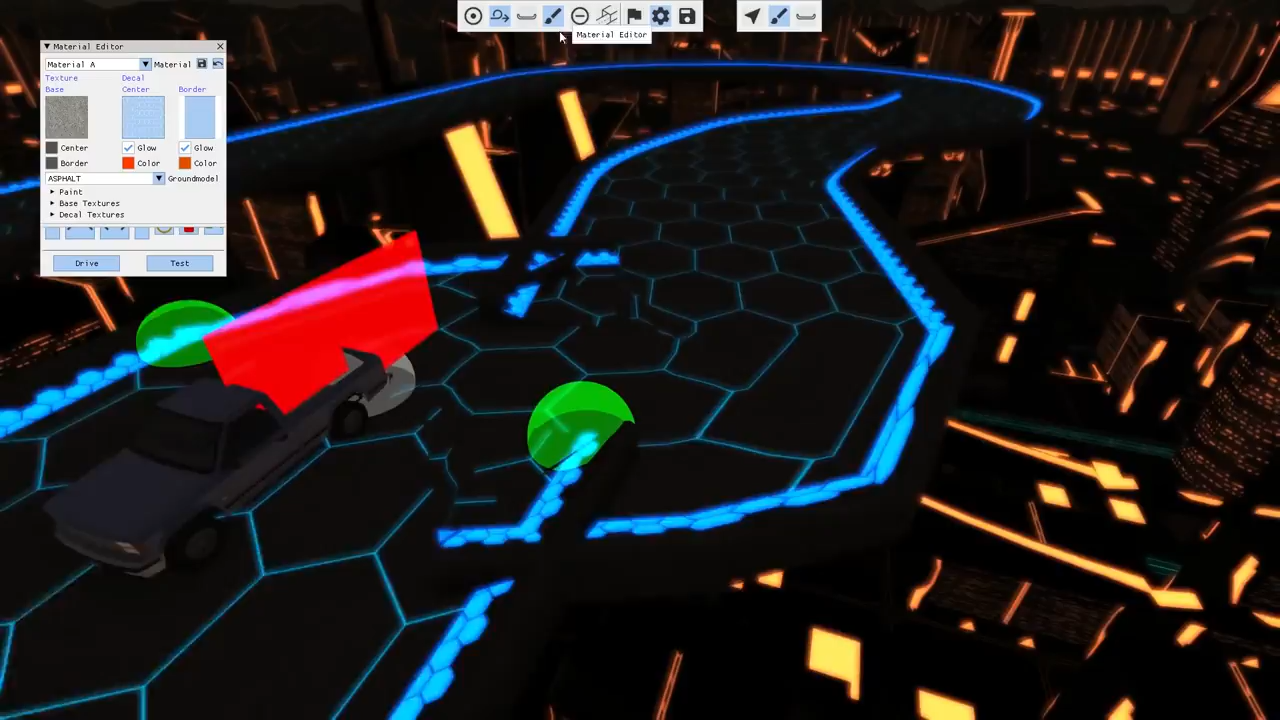 Material Editor
Material Editor
Material A
Material
Texture
Decal
Base
Center
Border
Center
Glow
Glow
Border
Color
Color
ASPHALT
Groundmodel
Paint
Base Textures
Decal Textures
Drive
Test